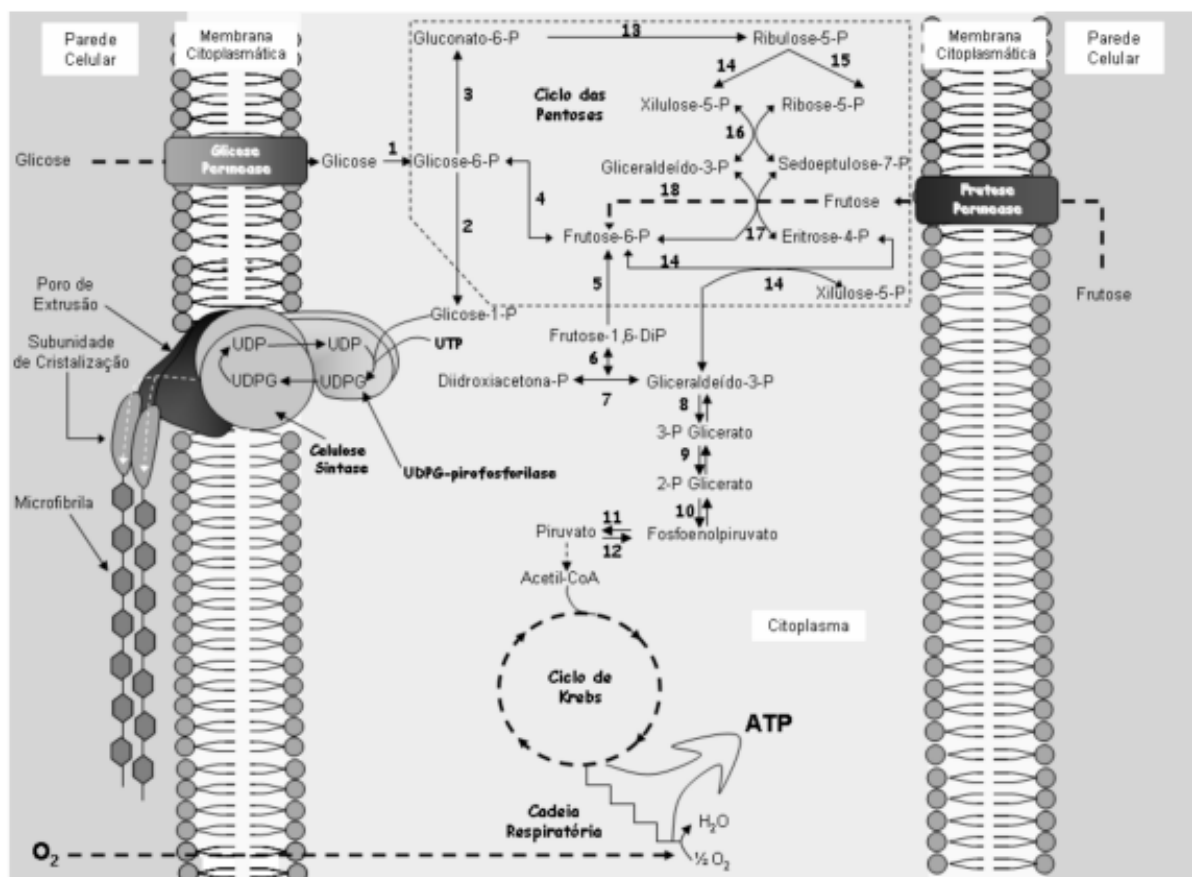 Parede
Celular
Membrana
Citoplasmática
Gluconato-6-P
13
Ribulose-5-P
Membrana
Citoplasmática
Parede
Celular
14
15
3
Ciclo das
Pentoses
Xilulose-5-P
Ribose-5-P
16
Glicose
Glicose
Permease
Glicose
1
Glicose-6-P
Gliceraldeído-3-P
Sedoeptulose-7-P
4
18
Frutose
Frutose
Permease
2
Frutose-6-P
17
Eritrose-4-P
14
5
14
Xilulose-5-P
Frutose
Poro de
Extrusão
Glicose-1-P
Subunidade
de Cristalização
UDP
UDP
UTP
Frutose-1,6-DiP
6
UDPG
UDPG
Diidroxiacetona-P
7
Gliceraldeído-3-P
8
3-P Glicerato
Celulose
Sintase
9
UDPG-pirofosforilase
2-P Glicerato
Microfibrila
10
11
Piruvato
Fosfoenolpiruvato
12
Acetil-CoA
Citoplasma
Ciclo de
Krebs
ATP
Cadeia
Respiratória
H₂O
O₂
½ O₂